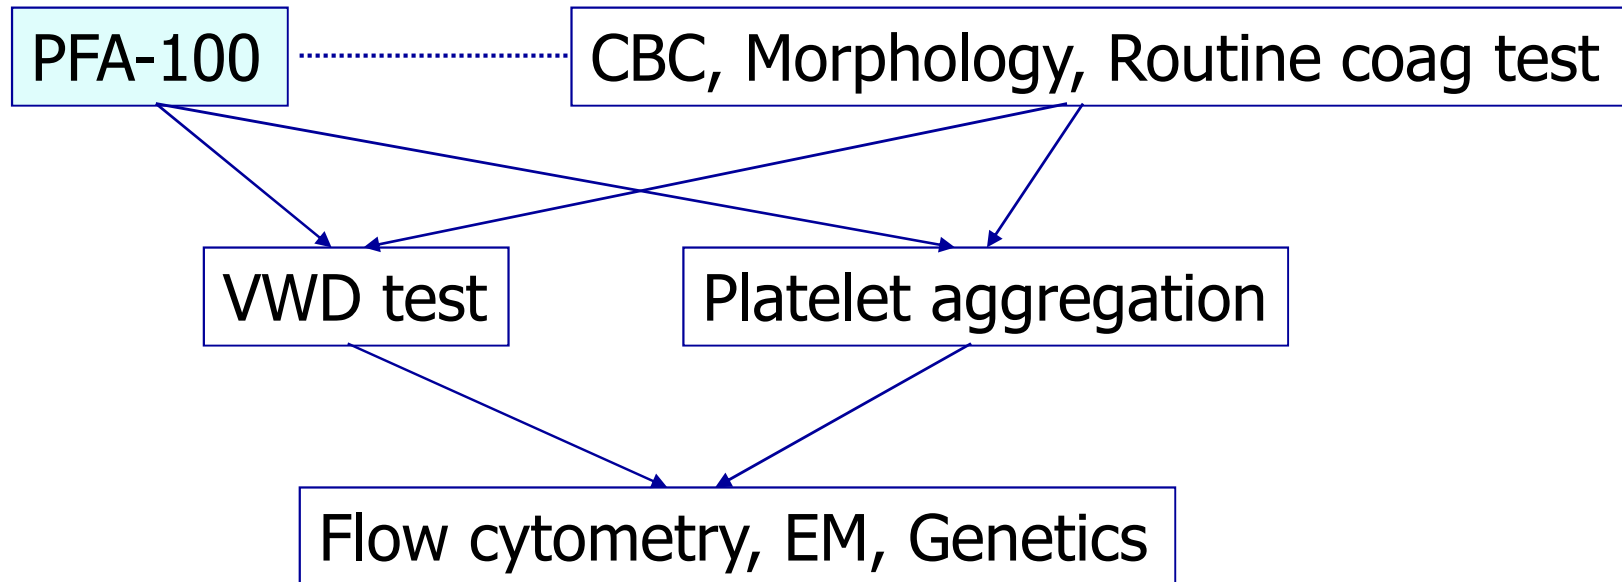 PFA-100
CBC, Morphology, Routine coag test
VWD test
Platelet aggregation
Flow cytometry, EM, Genetics